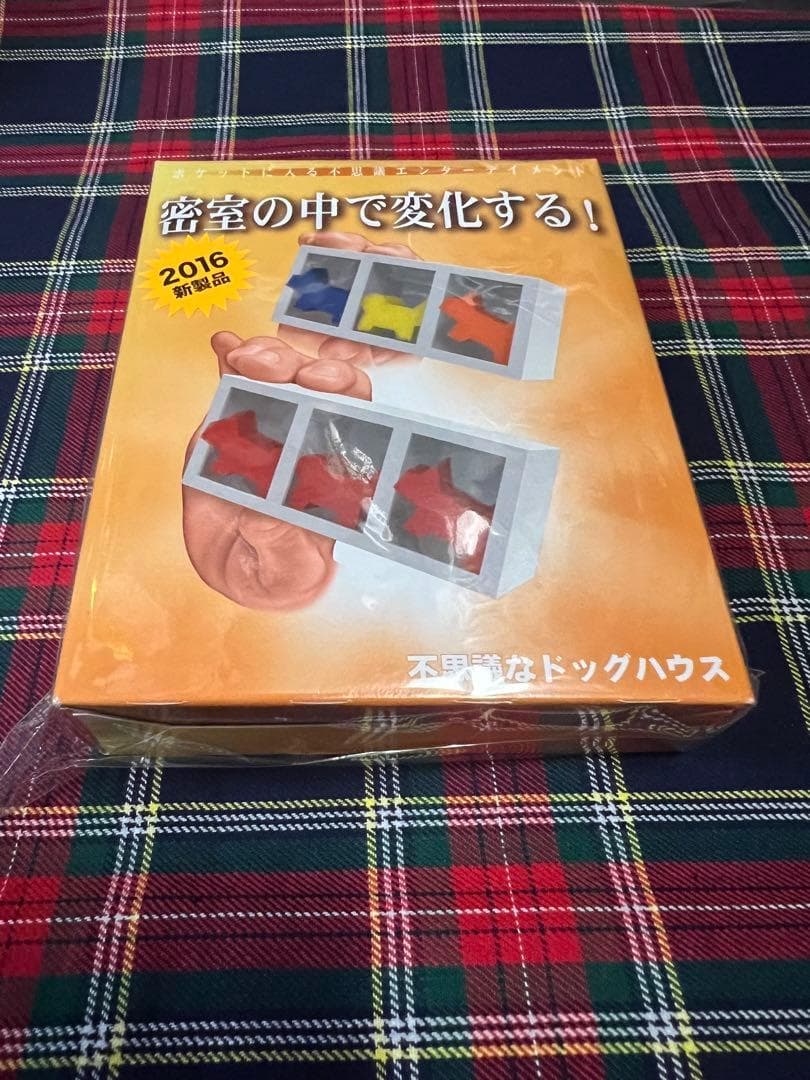 ポケットに入る不思議エンターテイメント
密室の中で変化する!
2016
新製品
不思議なドッグハウス